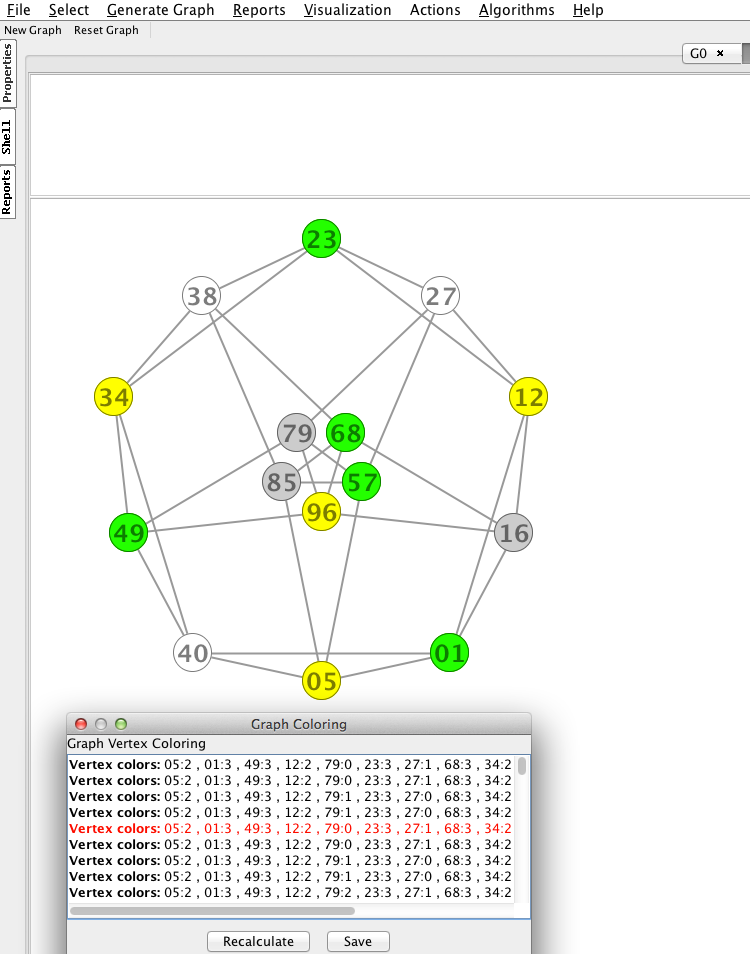 File Select Generate Graph Reports Visualization Actions Algorithms Help
New Graph Reset Graph
G0 ×
Properties
Shell
Reports
23
38 27
34 12
79 68
85 57
96
49 16
40 01
05
Graph Coloring
Graph Vertex Coloring
Vertex colors: 05:2 , 01:3 , 49:3 , 12:2 , 79:0 , 23:3 , 27:1 , 68:3 , 34:2
Vertex colors: 05:2 , 01:3 , 49:3 , 12:2 , 79:0 , 23:3 , 27:1 , 68:3 , 34:2
Vertex colors: 05:2 , 01:3 , 49:3 , 12:2 , 79:1 , 23:3 , 27:0 , 68:3 , 34:2
Vertex colors: 05:2 , 01:3 , 49:3 , 12:2 , 79:1 , 23:3 , 27:0 , 68:3 , 34:2
Vertex colors: 05:2 , 01:3 , 49:3 , 12:2 , 79:0 , 23:3 , 27:1 , 68:3 , 34:2
Vertex colors: 05:2 , 01:3 , 49:3 , 12:2 , 79:0 , 23:3 , 27:1 , 68:3 , 34:2
Vertex colors: 05:2 , 01:3 , 49:3 , 12:2 , 79:1 , 23:3 , 27:0 , 68:3 , 34:2
Vertex colors: 05:2 , 01:3 , 49:3 , 12:2 , 79:1 , 23:3 , 27:0 , 68:3 , 34:2
Vertex colors: 05:2 , 01:3 , 49:3 , 12:2 , 79:2 , 23:3 , 27:1 , 68:3 , 34:2
Recalculate Save